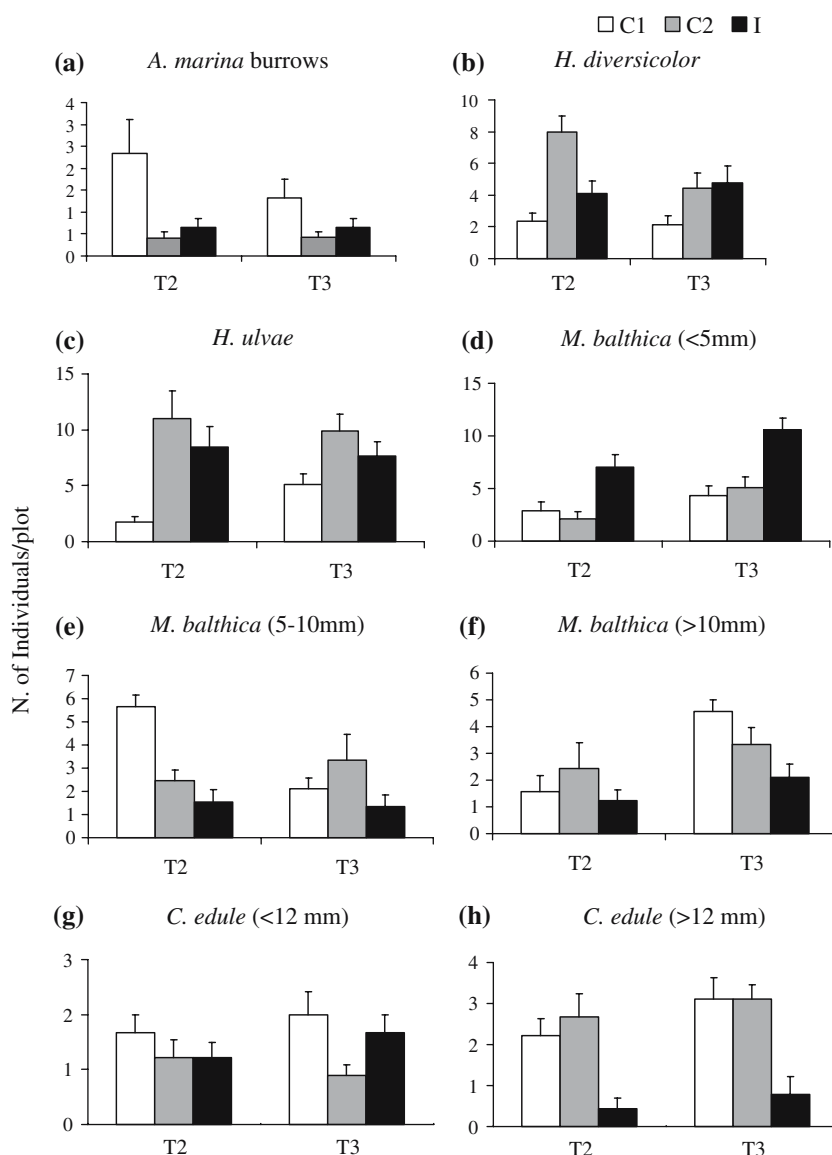 C1 C2 I
(a) A. marina burrows
4
3
3
2
2
1
1
0
T2 T3
(b) H. diversicolor
10
8
6
4
2
0
T2 T3
(c) H. ulvae
15
10
5
0
T2 T3
(d) M. balthica (<5mm)
15
10
5
0
T2 T3
N. of Individuals/plot
(e) M. balthica (5-10mm)
7
6
5
4
3
2
1
0
T2 T3
(f) M. balthica (>10mm)
6
5
4
3
2
1
0
T2 T3
(g) C. edule (<12 mm)
3
2
1
0
T2 T3
(h) C. edule (>12 mm)
4
3
2
1
0
T2 T3